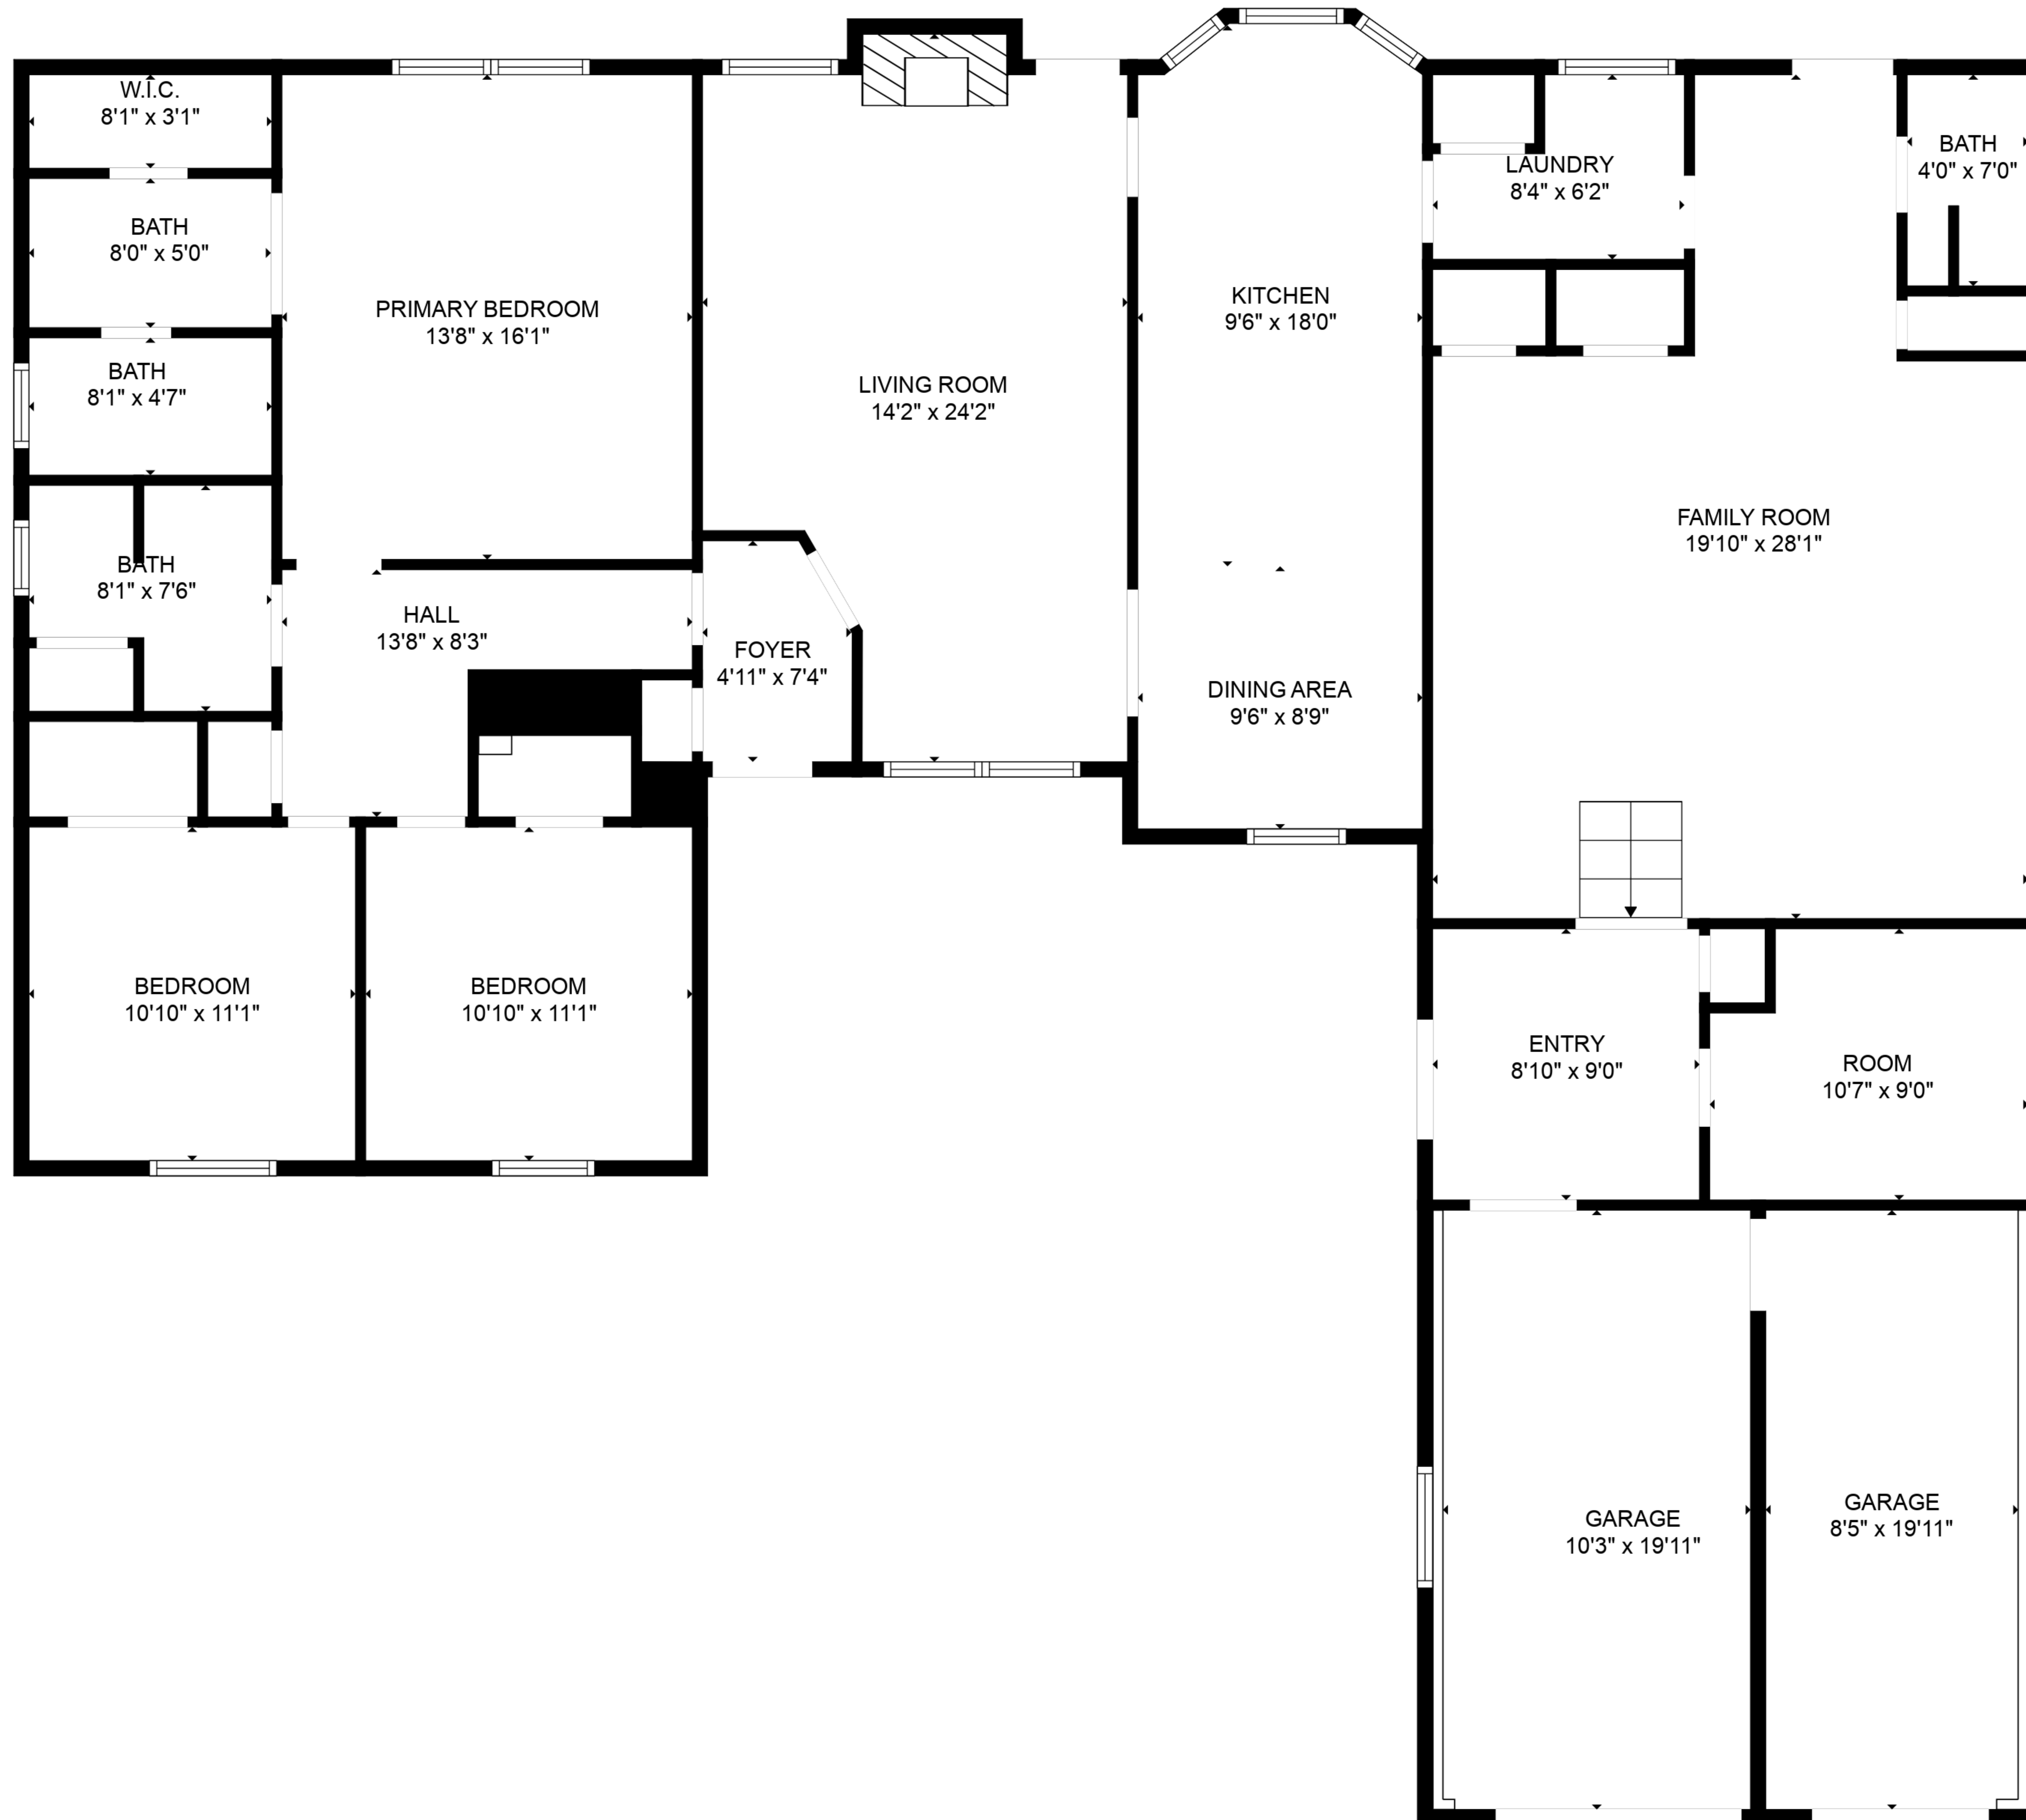 W.I.C.
8'1" x 3'1"
BATH
8'0" x 5'0"
BATH
8'1" x 4'7"
BATH
8'1" x 7'6"
PRIMARY BEDROOM
13'8" x 16'1"
HALL
13'8" x 8'3"
FOYER
4'11" x 7'4"
LIVING ROOM
14'2" x 24'2"
KITCHEN
9'6" x 18'0"
DINING AREA
9'6" x 8'9"
LAUNDRY
8'4" x 6'2"
BATH
4'0" x 7'0"
FAMILY ROOM
19'10" x 28'1"
BEDROOM
10'10" x 11'1"
BEDROOM
10'10" x 11'1"
ENTRY
8'10" x 9'0"
ROOM
10'7" x 9'0"
GARAGE
10'3" x 19'11"
GARAGE
8'5" x 19'11"